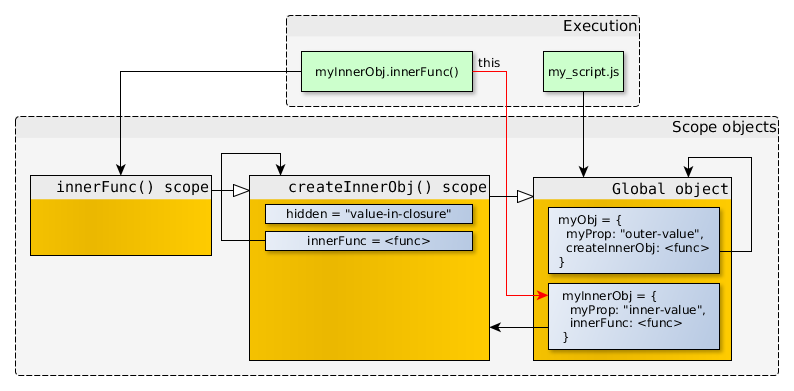 Execution
myInnerObj.innerFunc()
this
my_script.js
Scope objects
innerFunc() scope
createInnerObj() scope
hidden = "value-in-closure"
innerFunc = <func>
Global object
myObj = {
myProp: "outer-value",
createInnerObj: <func>
}
myInnerObj = {
myProp: "inner-value",
innerFunc: <func>
}